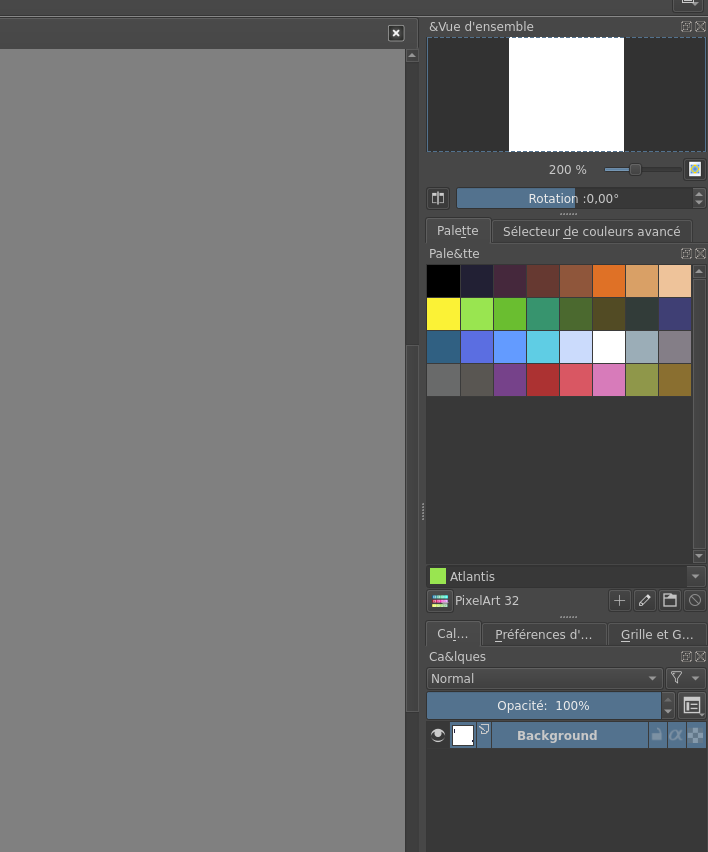 &Vue d'ensemble
200 %
Rotation :0,00°
Palette
Sélecteur de couleurs avancé
Pale&tte
Atlantis
PixelArt 32
Cal...
Préférences d'...
Grille et G...
Ca&lques
Normal
Opacité: 100%
Background